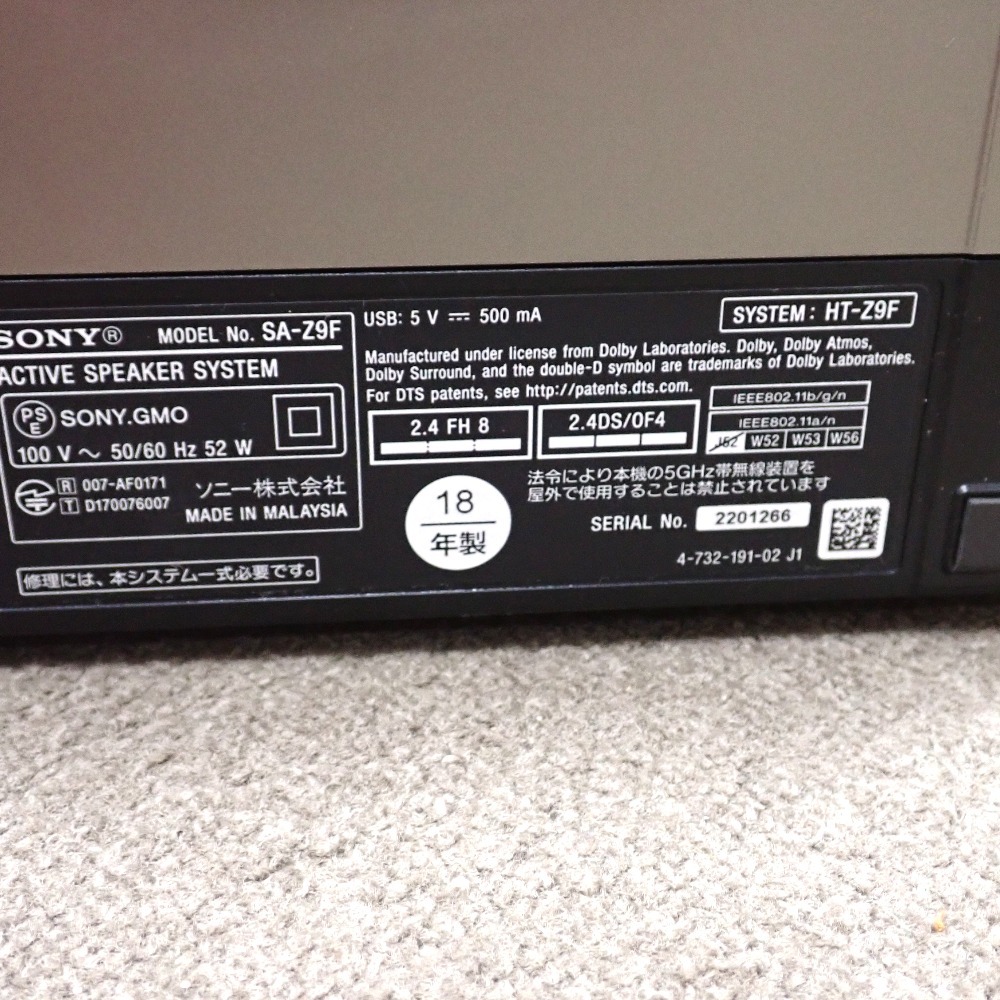 SONY® MODEL No. SA-Z9F
ACTIVE SPEAKER SYSTEM
PS E SONY.GMO
100 V ～ 50/60 Hz 52 W
R 007-AF0171
T D170076007
ソニー株式会社
MADE IN MALAYSIA
修理には、本システム一式必要です。
USB: 5 V ⎓ 500 mA
SYSTEM: HT-Z9F
Manufactured under license from Dolby Laboratories. Dolby, Dolby Atmos,
Dolby Surround, and the double-D symbol are trademarks of Dolby Laboratories.
For DTS patents, see http://patents.dts.com.
2.4 FH 8
2.4DS/OF4
IEEE802.11b/g/n
IEEE802.11a/n
J52 W52 W53 W56
18
年製
法令により本機の5GHz帯無線装置を
屋外で使用することは禁止されています
SERIAL No. 2201266
4-732-191-02 J1